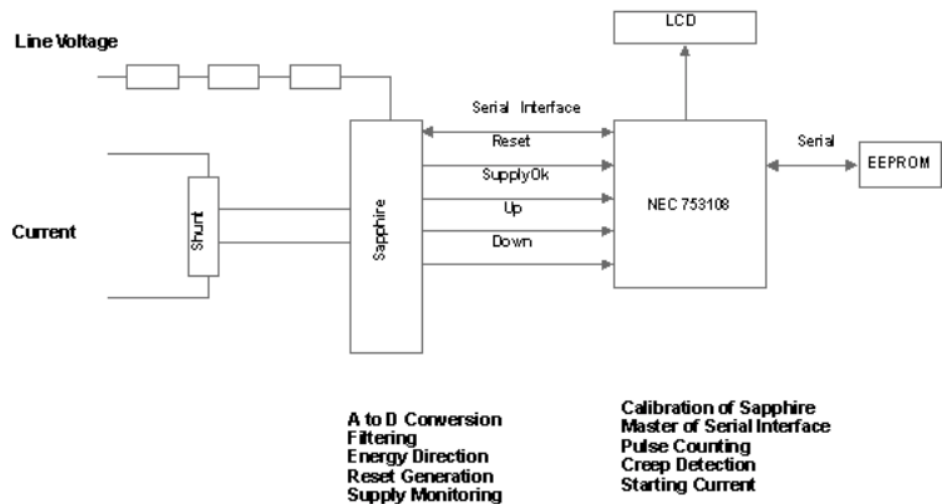 LCD
Line Voltage
Serial Interface
Reset
Serial
SupplyOk
EEPROM
Up
NEC 753108
Current
Shunt
Sapphire
Down
A to D Conversion
Filtering
Energy Direction
Reset Generation
Supply Monitoring
Calibration of Sapphire
Master of Serial Interface
Pulse Counting
Creep Detection
Starting Current